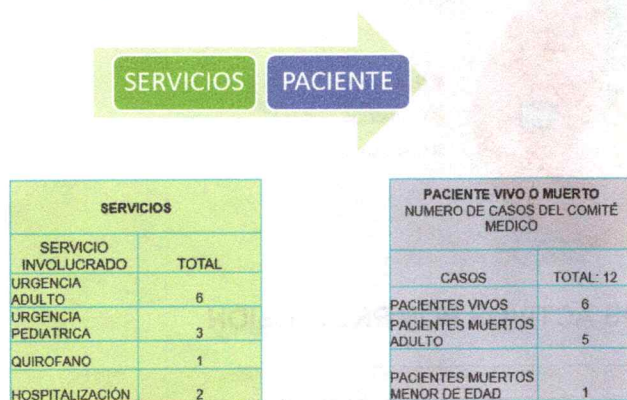 SERVICIOS PACIENTE
SERVICIOS
SERVICIO
INVOLUCRADO TOTAL
URGENCIA
ADULTO 6
URGENCIA
PEDIATRICA 3
QUIROFANO 1
HOSPITALIZACIÓN 2
PACIENTE VIVO O MUERTO
NUMERO DE CASOS DEL COMITÉ
MEDICO
CASOS TOTAL: 12
PACIENTES VIVOS 6
PACIENTES MUERTOS
ADULTO 5
PACIENTES MUERTOS
MENOR DE EDAD 1